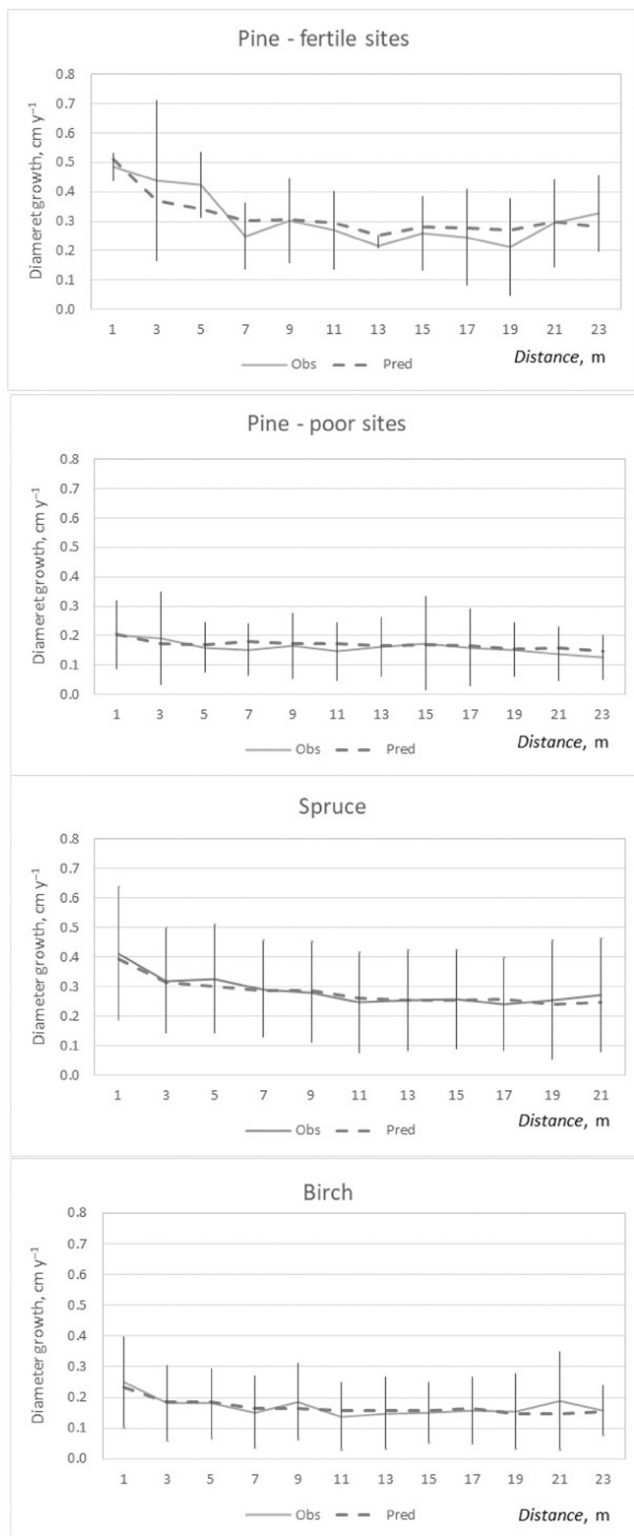 Pine - fertile sites
Diameret growth, cm y⁻¹
0.8
0.7
0.6
0.5
0.4
0.3
0.2
0.1
0.0
1 3 5 7 9 11 13 15 17 19 21 23
Obs Pred Distance, m
Pine - poor sites
Diameret growth, cm y⁻¹
0.8
0.7
0.6
0.5
0.4
0.3
0.2
0.1
0.0
1 3 5 7 9 11 13 15 17 19 21 23
Obs Pred Distance, m
Spruce
Diameter growth, cm y⁻¹
0.8
0.7
0.6
0.5
0.4
0.3
0.2
0.1
0.0
1 3 5 7 9 11 13 15 17 19 21
Obs Pred Distance, m
Birch
Diameter growth, cm y⁻¹
0.8
0.7
0.6
0.5
0.4
0.3
0.2
0.1
0.0
1 3 5 7 9 11 13 15 17 19 21 23
Obs Pred Distance, m